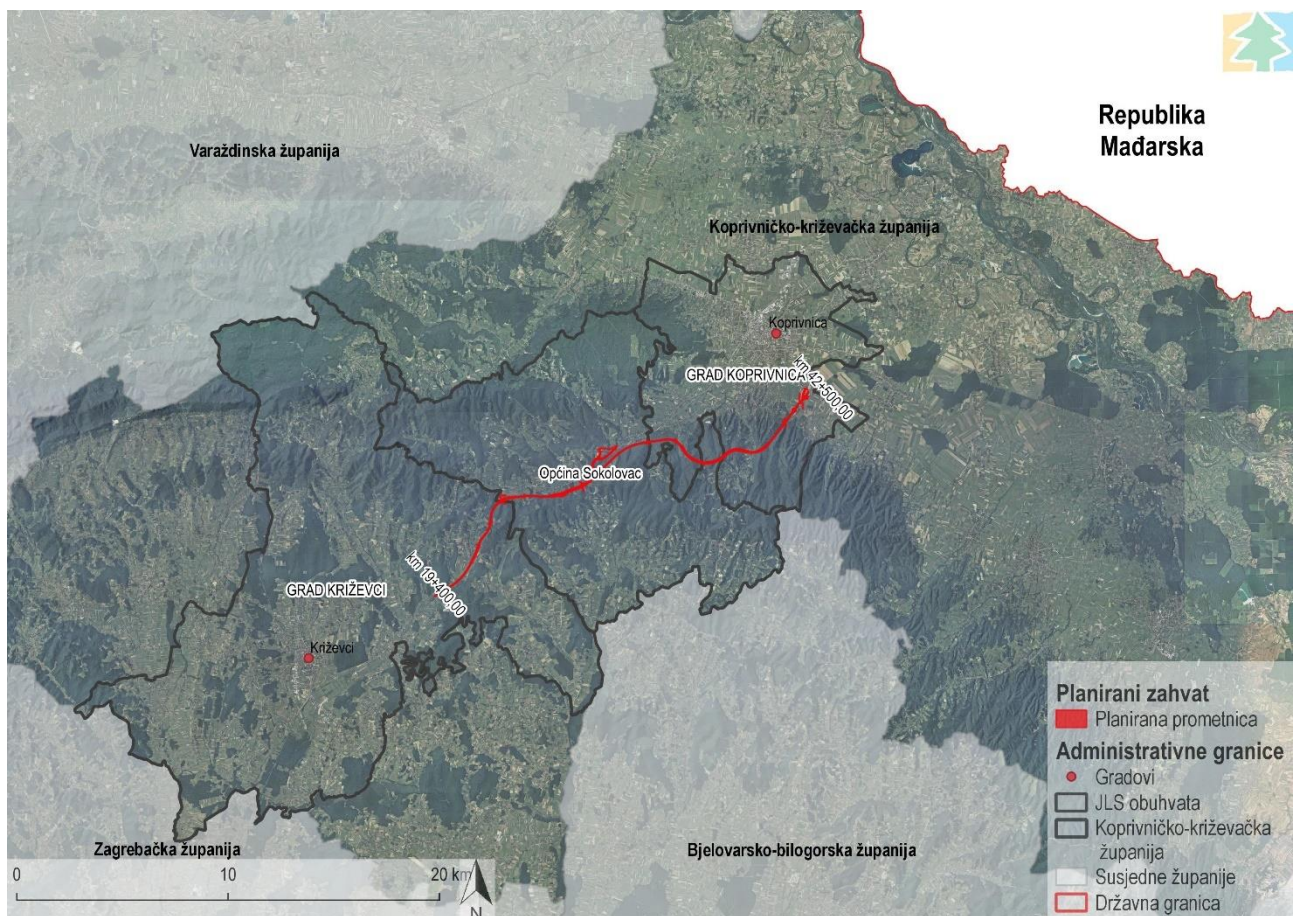 Republika
Mađarska
Varaždinska županija
Koprivničko-križevačka županija
Koprivnica
GRAD KOPRIVNICA
km 42+500,00
Općina Sokolovac
km 19+400,00
GRAD KRIŽEVCI
Križevci
Zagrebačka županija
Bjelovarsko-bilogorska županija
0 10 20 km
N
Planirani zahvat
Planirana prometnica
Administrativne granice
Gradovi
JLS obuhvata
Koprivničko-križevačka
županija
Susjedne županije
Državna granica